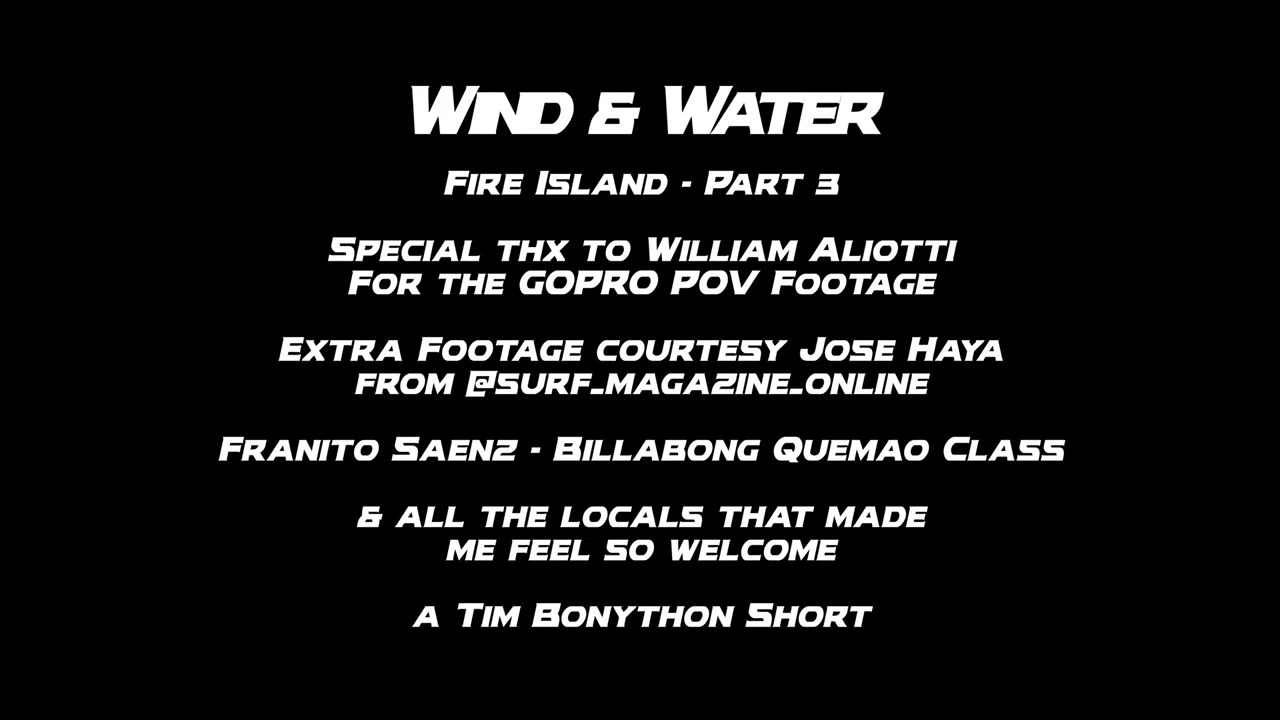 Wind & Water
Fire Island - Part 3
Special thx to William Aliotti
For the GOPRO POV Footage
Extra Footage courtesy Jose Haya
from @surf_magazine_online
Franito Saenz - Billabong Quemao Class
& all the locals that made
me feel so welcome
a Tim Bonython Short